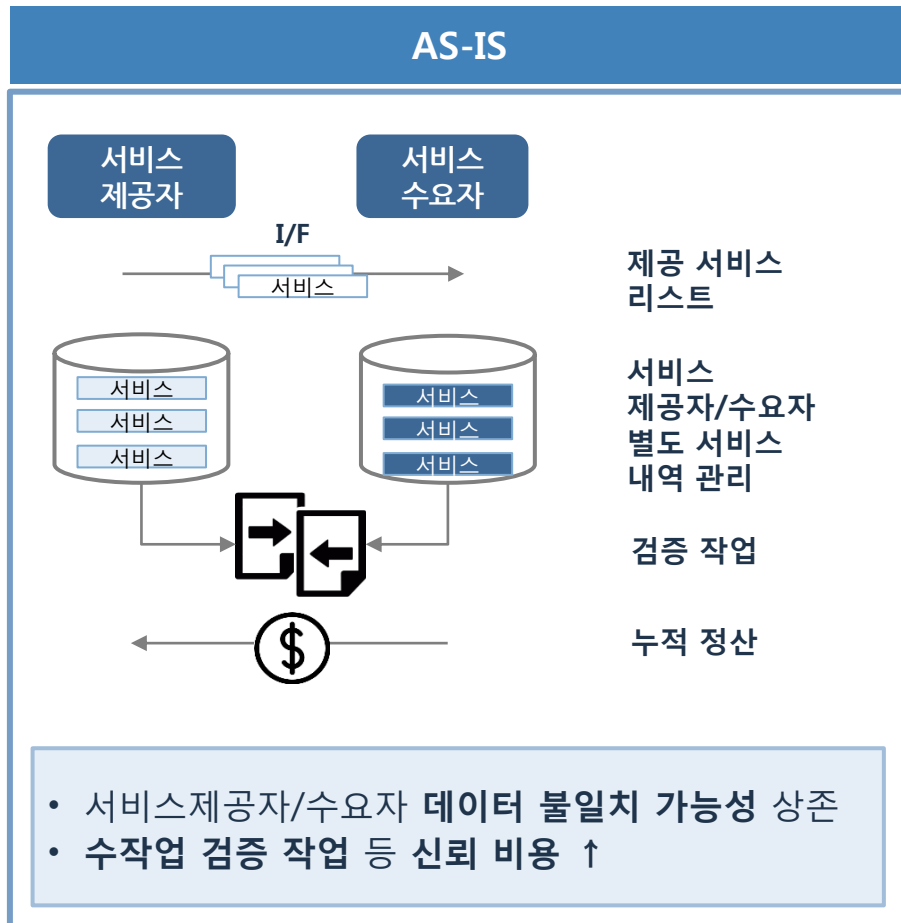 AS-IS
서비스
제공자
서비스
수요자
I/F
서비스
제공 서비스
리스트
서비스
서비스
서비스
서비스
서비스
서비스
서비스
제공자/수요자
별도 서비스
내역 관리
검증 작업
$
누적 정산
• 서비스제공자/수요자 데이터 불일치 가능성 상존
• 수작업 검증 작업 등 신뢰 비용 ↑